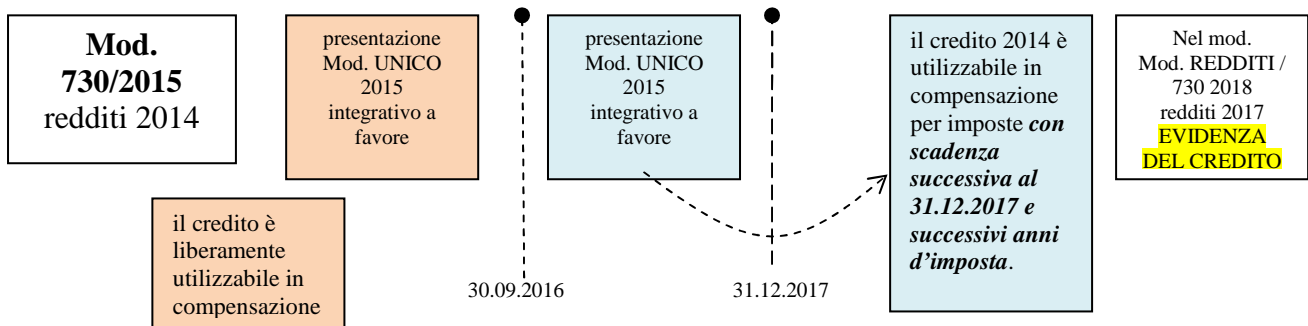 Mod.
730/2015
redditi 2014
presentazione
Mod. UNICO
2015
integrativo a
favore
presentazione
Mod. UNICO
2015
integrativo a
favore
il credito 2014 è
utilizzabile in
compensazione
per imposte con
scadenza
successiva al
31.12.2017 e
successivi anni
d’imposta.
Nel mod.
Mod. REDDITI /
730 2018
redditi 2017
EVIDENZA
DEL CREDITO
il credito è
liberamente
utilizzabile in
compensazione
30.09.2016
31.12.2017